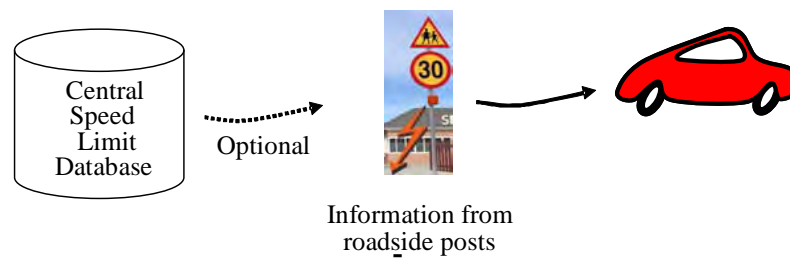 Central
Speed
Limit
Database
Optional
30
Information from
roadside posts